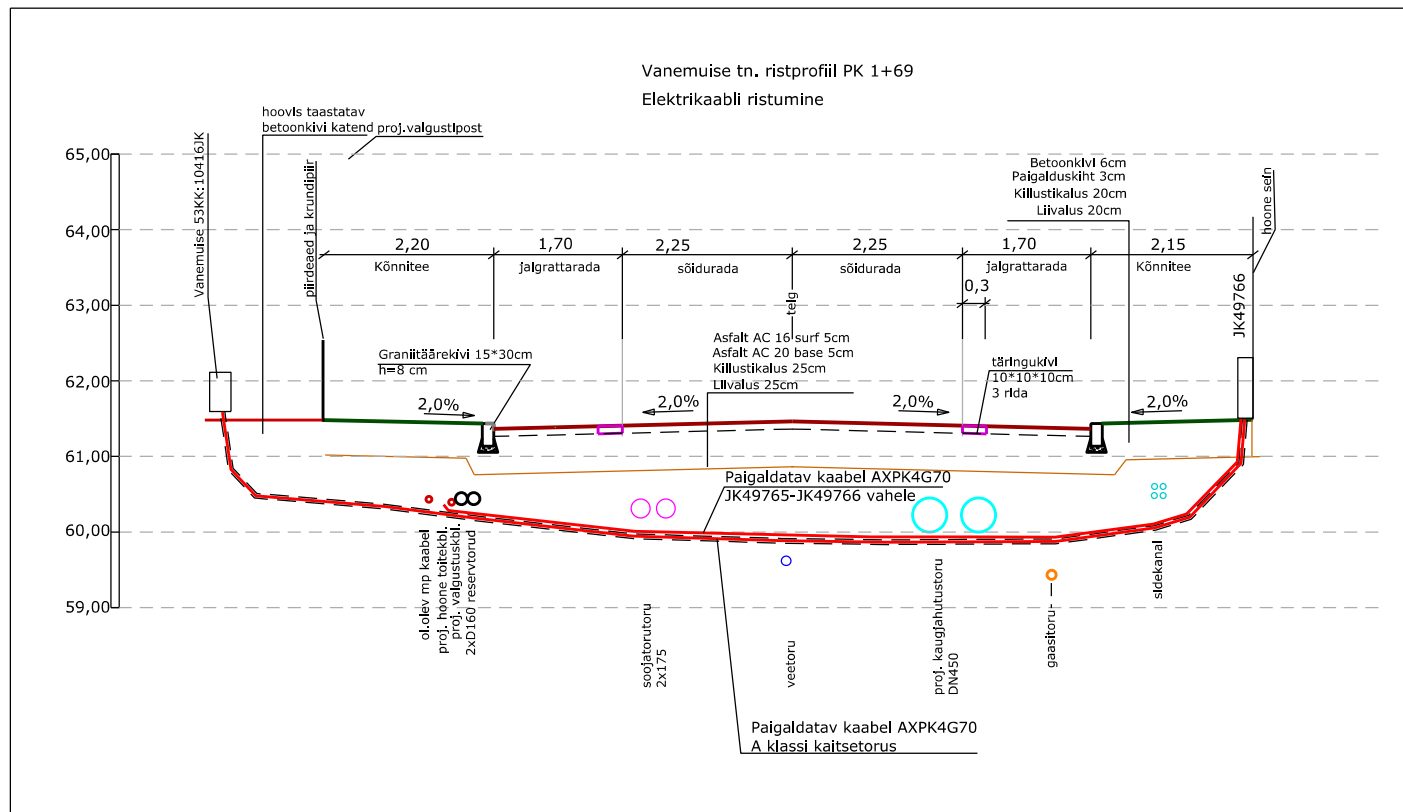 Vanemuise tn. ristprofiil PK 1+69
Elektrikaabli ristumine
hoovis taastatav
betoonkivi katend
proj.valgustipost
Vanemuise 53KK:10416JK
piirdeaed ja krundipiir
65,00
64,00
63,00
62,00
61,00
60,00
59,00
Betoonkivi 6cm
Paigalduskiht 3cm
Killustikalus 20cm
Liivalus 20cm
hoone sein
JK49766
2,20
1,70
2,25
2,25
1,70
2,15
Kõnnitee
jalgrattarada
sõidurada
sõidurada
jalgrattarada
Kõnnitee
telg
0,3
Graniitäärekivi 15*30cm
h=8 cm
Asfalt AC 16 surf 5cm
Asfalt AC 20 base 5cm
Killustikalus 25cm
Liivalus 25cm
täringukivi
10*10*10cm
3 rida
2,0%
2,0%
2,0%
2,0%
Paigaldatav kaabel AXPK4G70
JK49765-JK49766 vahele
ol.olev mp kaabel
proj. hoone toitekbl.
proj. valgustuskbl.
2xD160 reservtorud
soojatorutoru
2x175
veetoru
proj. kaugjahutustoru
DN450
gaasitoru-
sidekanal
Paigaldatav kaabel AXPK4G70
A klassi kaitsetorus